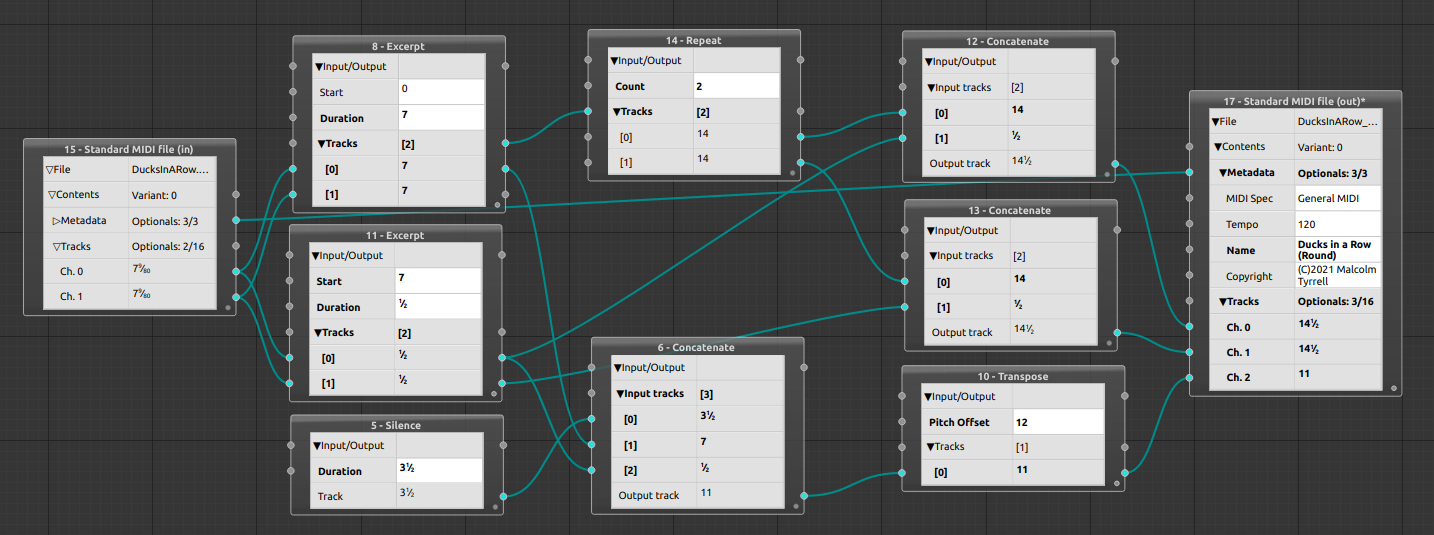 15 - Standard MIDI file (in)
▽File DucksInARow....
▽Contents Variant: 0
▷Metadata Optionals: 3/3
▽Tracks Optionals: 2/16
Ch. 0 7⁹⁄₈₀
Ch. 1 7⁹⁄₈₀
8 - Excerpt
▼Input/Output
Start 0
Duration 7
▼Tracks [2]
[0] 7
[1] 7
11 - Excerpt
▼Input/Output
Start 7
Duration ½
▼Tracks [2]
[0] ½
[1] ½
5 - Silence
▼Input/Output
Duration 3½
Track 3½
14 - Repeat
▼Input/Output
Count 2
▼Tracks [2]
[0] 14
[1] 14
6 - Concatenate
▼Input/Output
▼Input tracks [3]
[0] 3½
[1] 7
[2] ½
Output track 11
12 - Concatenate
▼Input/Output
▼Input tracks [2]
[0] 14
[1] ½
Output track 14½
13 - Concatenate
▼Input/Output
▼Input tracks [2]
[0] 14
[1] ½
Output track 14½
10 - Transpose
▼Input/Output
Pitch Offset 12
▼Tracks [1]
[0] 11
17 - Standard MIDI file (out)*
▼File DucksInARow_...
▼Contents Variant: 0
▼Metadata Optionals: 3/3
MIDI Spec General MIDI
Tempo 120
Name Ducks in a Row
(Round)
Copyright (C)2021 Malcolm
Tyrrell
▼Tracks Optionals: 3/16
Ch. 0 14½
Ch. 1 14½
Ch. 2 11